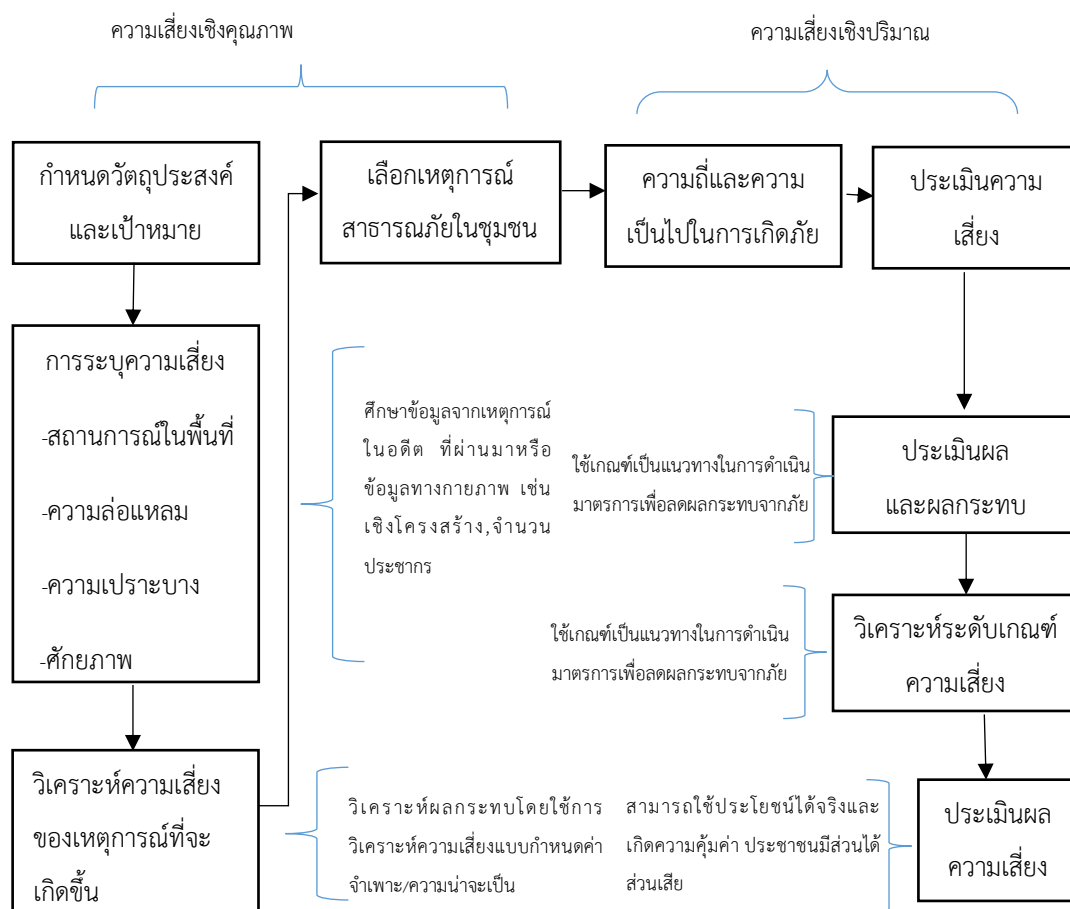 ความเสี่ยงเชิงคุณภาพ
ความเสี่ยงเชิงปริมาณ
กำหนดวัตถุประสงค์
และเป้าหมาย
เลือกเหตุการณ์
สาธารณภัยในชุมชน
ความถี่และความ
เป็นไปในการเกิดภัย
ประเมินความ
เสี่ยง
การระบุความเสี่ยง
-สถานการณ์ในพื้นที่
-ความล่อแหลม
-ความเปราะบาง
-ศักยภาพ
ศึกษาข้อมูลจากเหตุการณ์
ในอดีต ที่ผ่านมาหรือ
ข้อมูลทางกายภาพ เช่น
เชิงโครงสร้าง,จำนวน
ประชากร
ใช้เกณฑ์เป็นแนวทางในการดำเนิน
มาตรการเพื่อลดผลกระทบจากภัย
ประเมินผล
และผลกระทบ
ใช้เกณฑ์เป็นแนวทางในการดำเนิน
มาตรการเพื่อลดผลกระทบจากภัย
วิเคราะห์ระดับเกณฑ์
ความเสี่ยง
วิเคราะห์ความเสี่ยง
ของเหตุการณ์ที่จะ
เกิดขึ้น
วิเคราะห์ผลกระทบโดยใช้การ
วิเคราะห์ความเสี่ยงแบบกำหนดค่า
จำเพาะ/ความน่าจะเป็น
สามารถใช้ประโยชน์ได้จริงและ
เกิดความคุ้มค่า ประชาชนมีส่วนได้
ส่วนเสีย
ประเมินผล
ความเสี่ยง